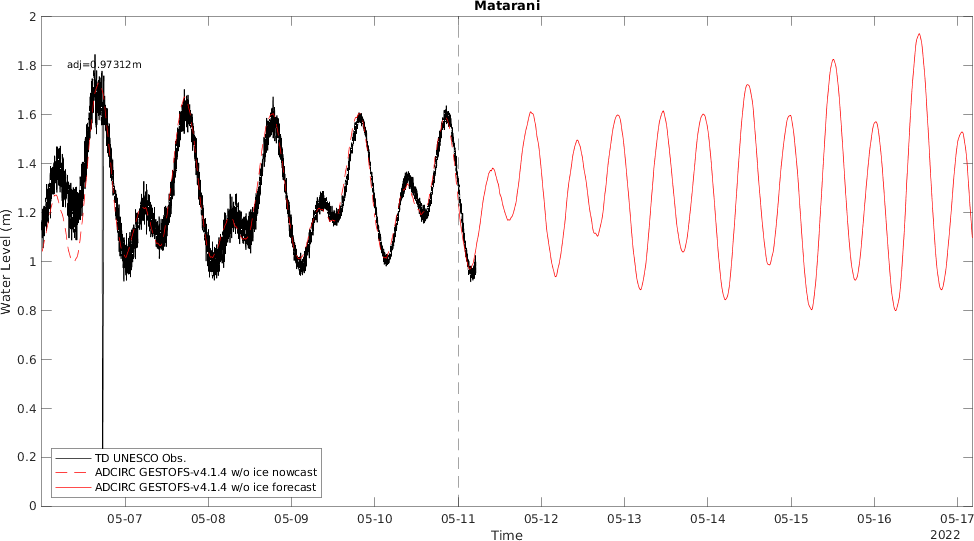 Matarani
2
1.8
1.6
1.4
1.2
1
0.8
0.6
0.4
0.2
0
Water Level (m)
adj=0.97312m
TD UNESCO Obs.
ADCIRC GESTOFS-v4.1.4 w/o ice nowcast
ADCIRC GESTOFS-v4.1.4 w/o ice forecast
05-07 05-08 05-09 05-10 05-11 05-12 05-13 05-14 05-15 05-16 05-17
Time
2022